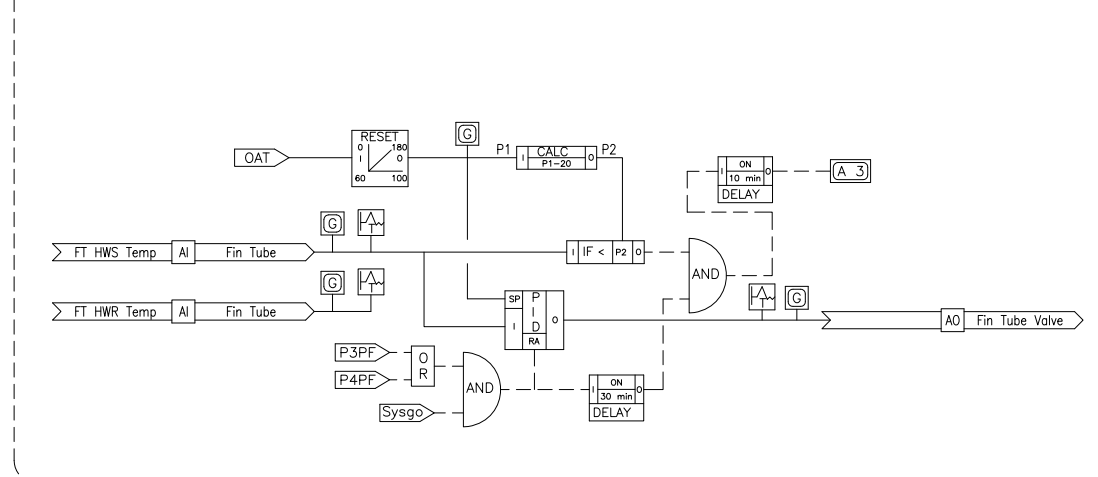 G
RESET
0 180
I O
60 100
OAT
P1
I CALC O
P1-20
P2
I ON O
10 min
DELAY
A 3
G
FT HWS Temp AI Fin Tube
I IF < P2 O
AND
G
FT HWR Temp AI Fin Tube
SP PID O
I
RA
G
AO Fin Tube Valve
P3PF
P4PF
OR
AND
Sysgo
I ON O
30 min
DELAY